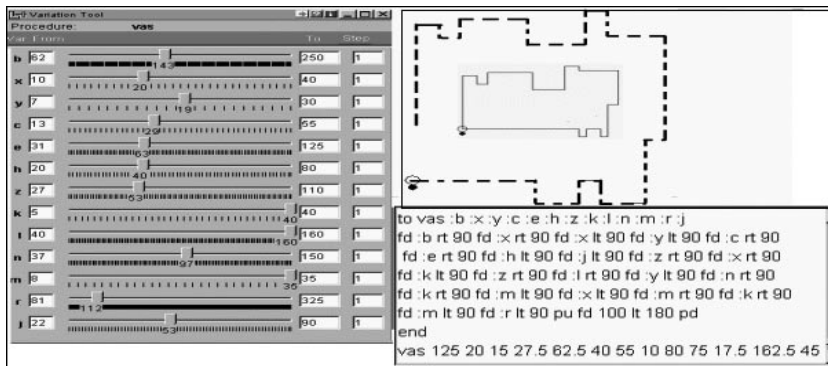 Variation Tool
Procedure: vas
Var From To Step
b 62 143 250 1
x 10 20 40 1
y 7 19 30 1
c 13 29 55 1
e 31 63 125 1
h 20 40 80 1
z 27 53 110 1
k 5 40 40 1
l 40 160 160 1
n 37 97 150 1
m 8 35 35 1
r 81 112 325 1
j 22 53 90 1
to vas :b :x :y :c :e :h :z :k :l :n :m :r :j
fd :b rt 90 fd :x rt 90 fd :x lt 90 fd :y lt 90 fd :c rt 90
fd :e rt 90 fd :h lt 90 fd :j lt 90 fd :z rt 90 fd :x rt 90
fd :k lt 90 fd :z rt 90 fd :l rt 90 fd :y lt 90 fd :n rt 90
fd :k rt 90 fd :m lt 90 fd :x lt 90 fd :m rt 90 fd :k rt 90
fd :m lt 90 fd :r lt 90 pu fd 100 lt 180 pd
end
vas 125 20 15 27.5 62.5 40 55 10 80 75 17.5 162.5 45